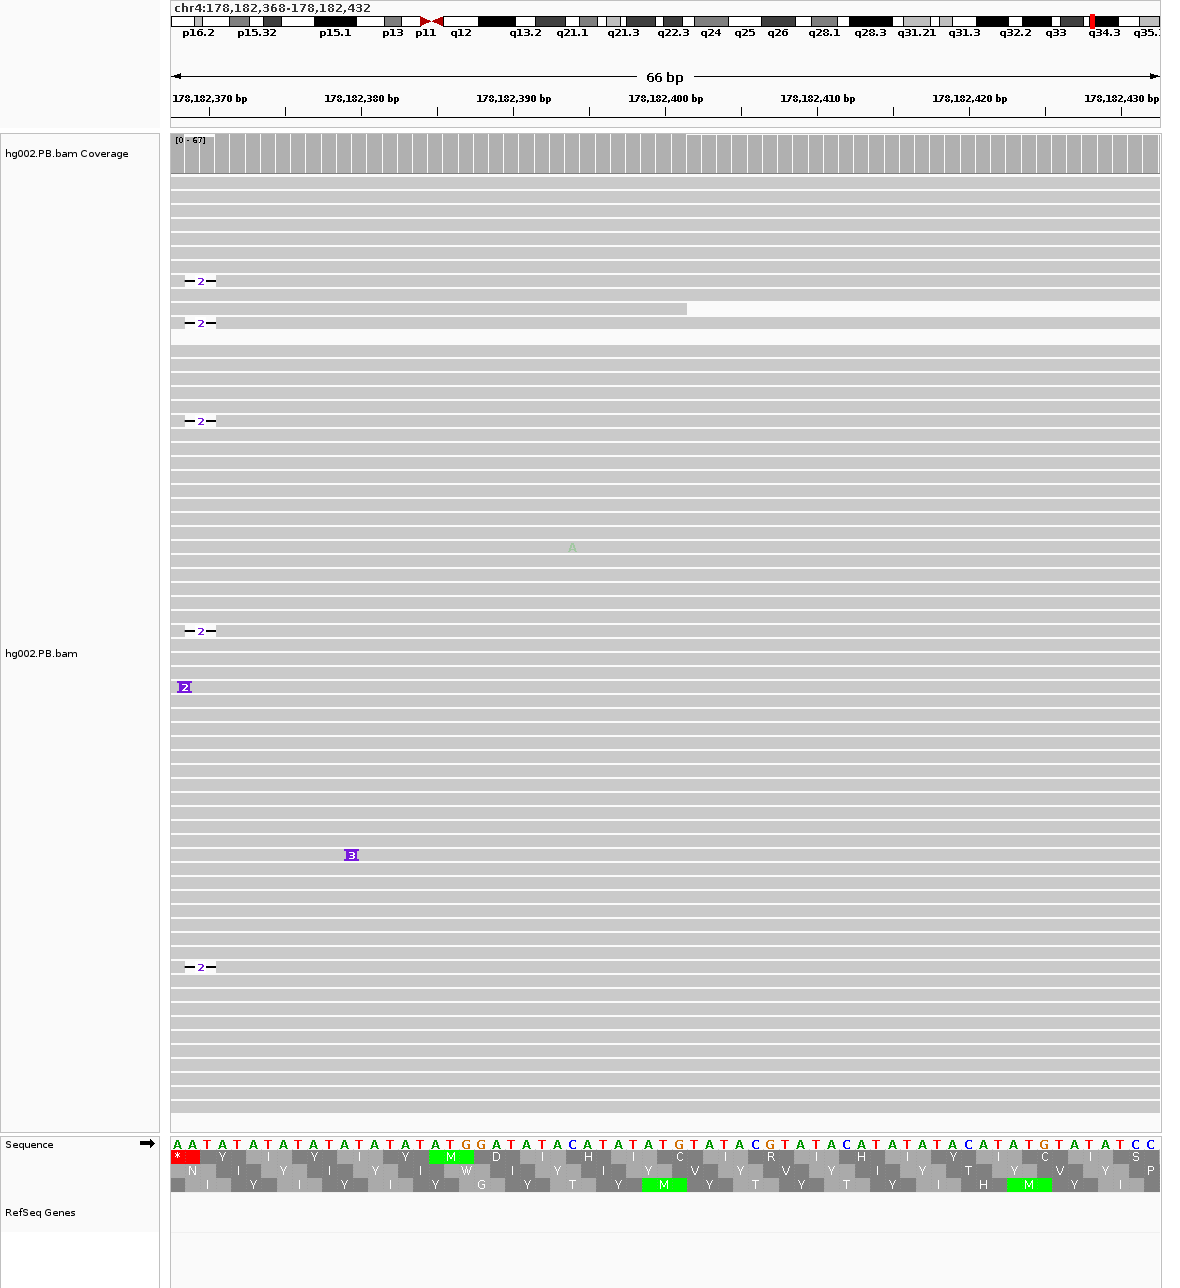 chr4:178,182,368-178,182,432
p16.2 p15.32 p15.1 p13 p11 q12 q13.2 q21.1 q21.3 q22.3 q24 q25 q26 q28.1 q28.3 q31.21 q31.3 q32.2 q33 q34.3 q35.
66 bp
178,182,370 bp 178,182,380 bp 178,182,390 bp 178,182,400 bp 178,182,410 bp 178,182,420 bp 178,182,430 bp
[0 - 67]
hg002.PB.bam Coverage
2
2
2
A
2
hg002.PB.bam
2
3
2
Sequence A A T A T A T A T A T A T A T A T A T G G A T A T A C A T A T A T G T A T A C G T A T A C A T A T A T A C A T A T G T A T A T C C
* Y I Y I Y M D I H I C I R I H I Y I C I S
N I Y I Y I W I Y I Y V Y V Y I Y T Y V Y P
I Y I Y I Y G Y T Y M Y T Y T Y I H M Y I
RefSeq Genes